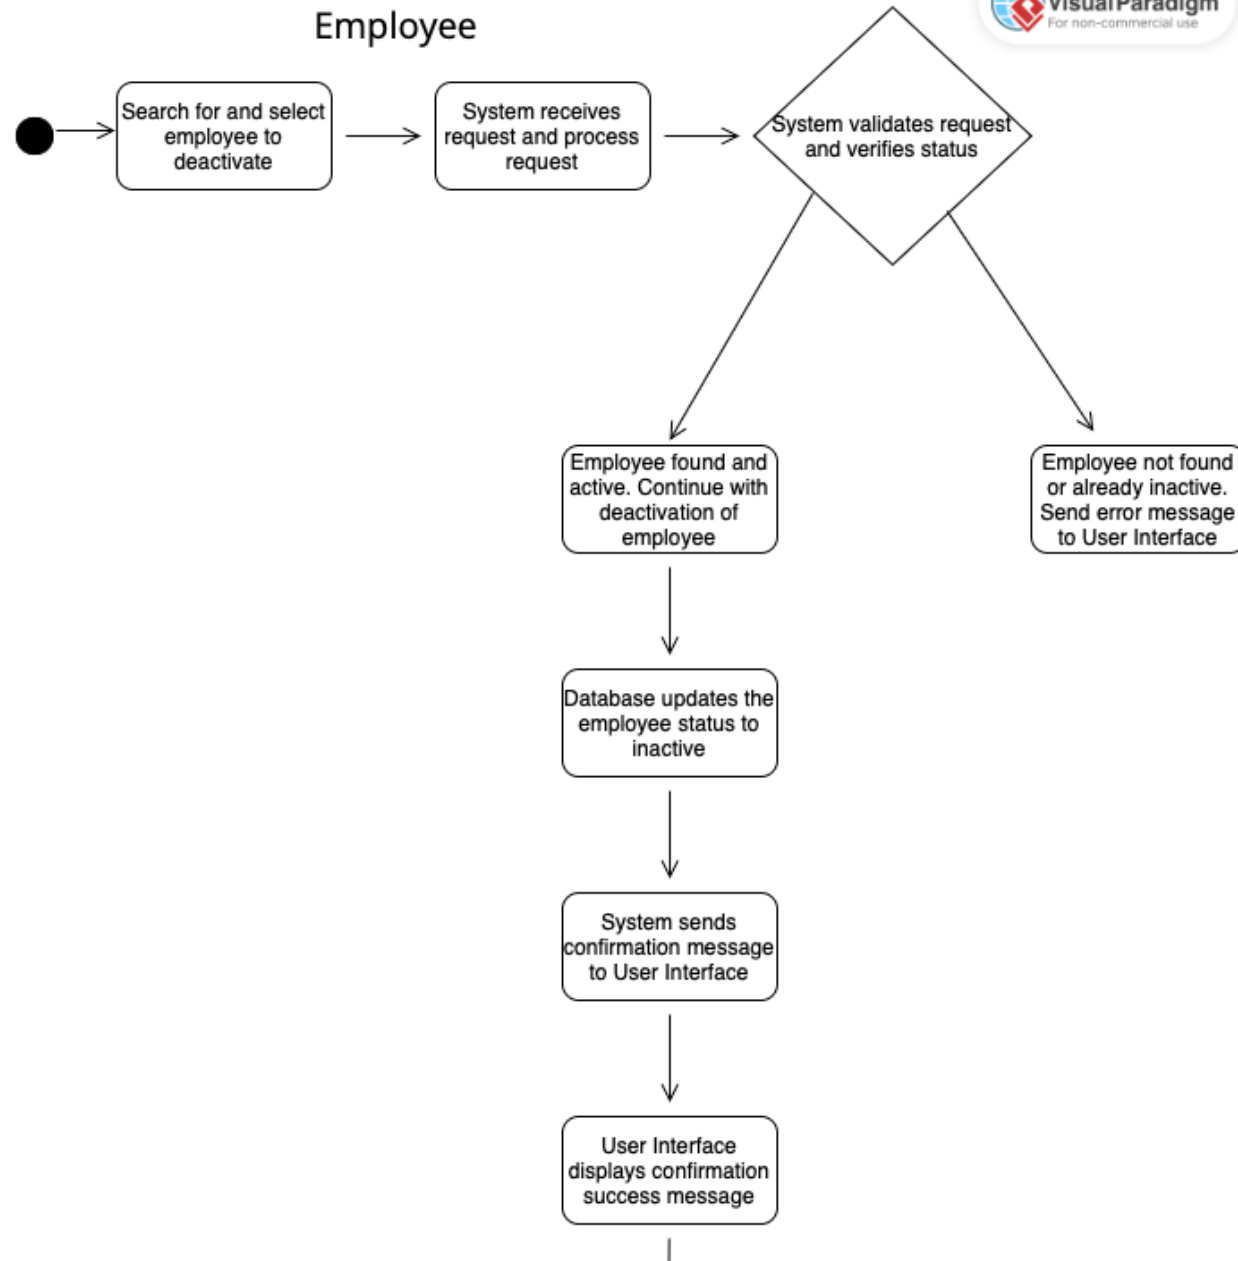 Employee
Visual Paradigm
For non-commercial use
Search for and select
employee to
deactivate
System receives
request and process
request
System validates request
and verifies status
Employee found and
active. Continue with
deactivation of
employee
Employee not found
or already inactive.
Send error message
to User Interface
Database updates the
employee status to
inactive
System sends
confirmation message
to User Interface
User Interface
displays confirmation
success message